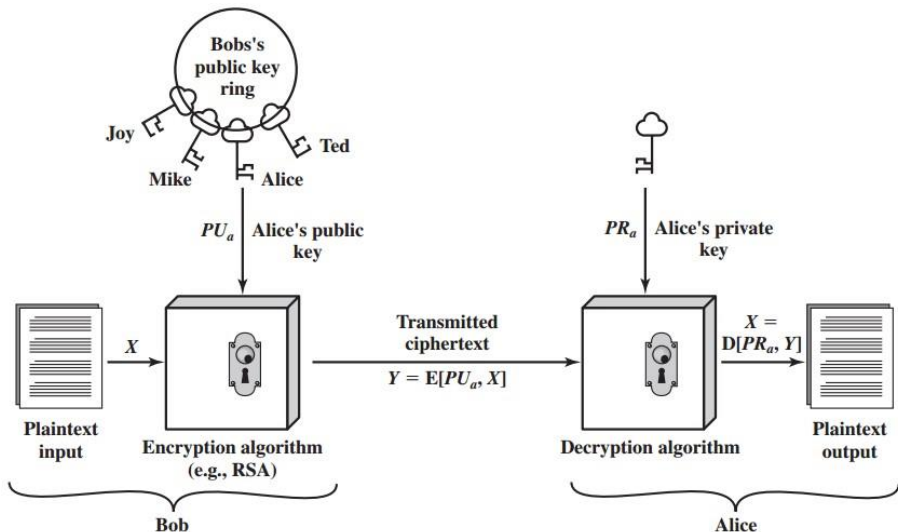 Bobs's
public key
ring
Joy
Ted
Mike
Alice
PUa
Alice's public
key
PRa
Alice's private
key
X
Transmitted
ciphertext
Y = E[PUa, X]
X =
D[PRa, Y]
Plaintext
input
Encryption algorithm
(e.g., RSA)
Decryption algorithm
Plaintext
output
Bob
Alice